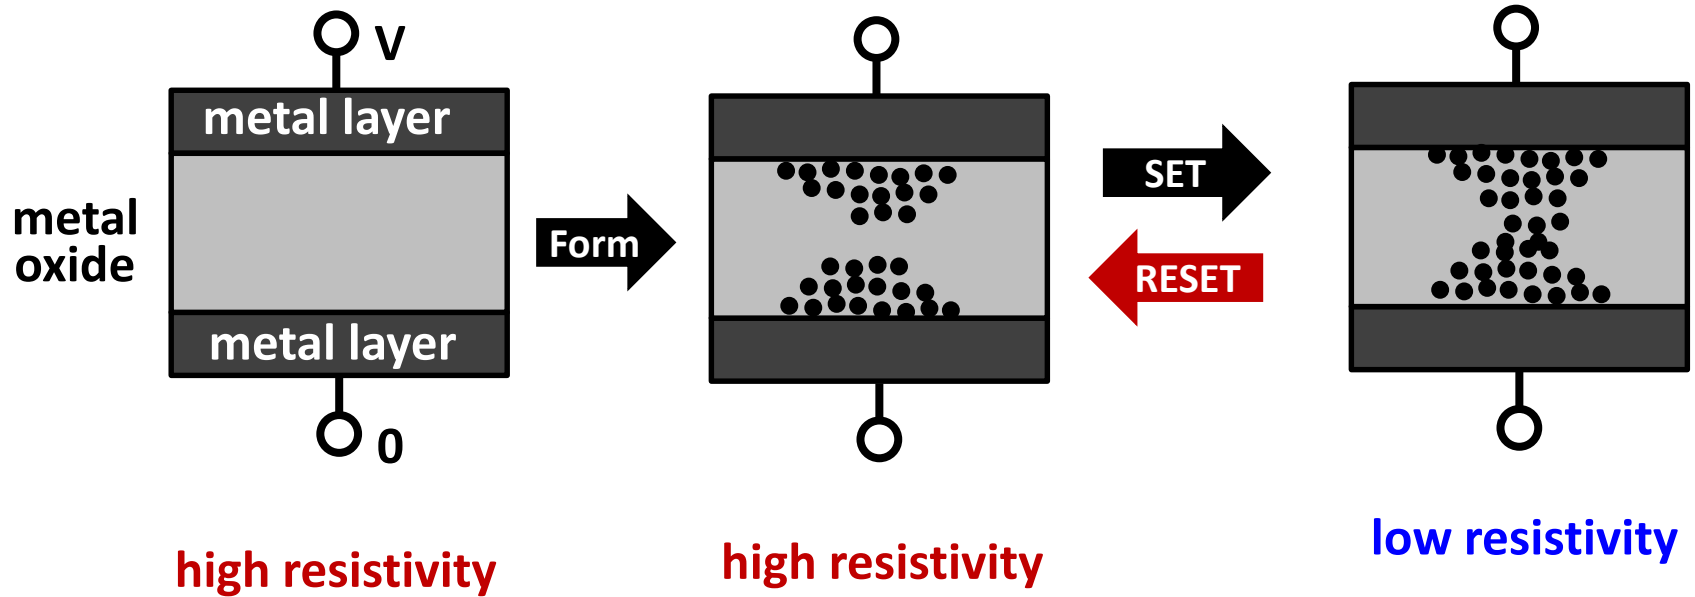 V
metal layer
metal
oxide
metal layer
0
Form
SET
RESET
high resistivity
high resistivity
low resistivity